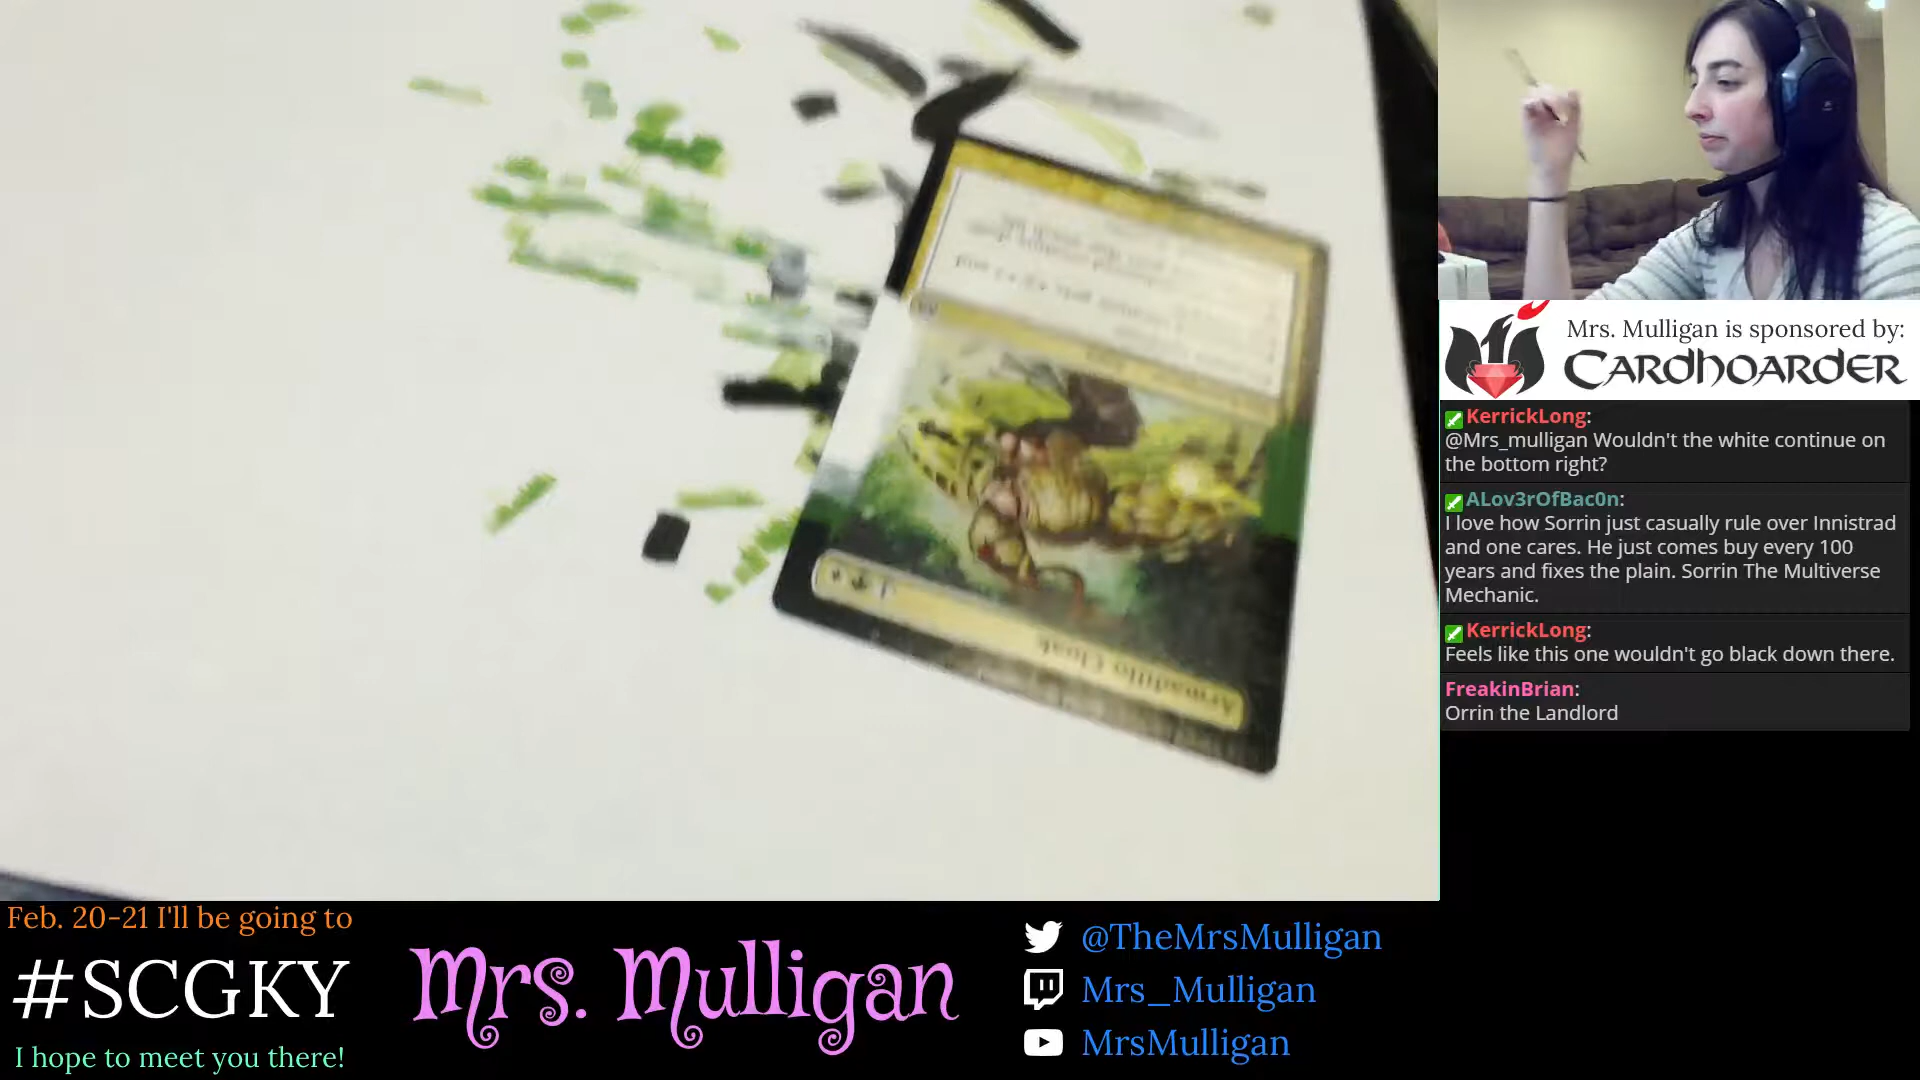 Armadillo Cloak
Mrs. Mulligan is sponsored by:
CARDHOARDER
KerrickLong:
@Mrs_mulligan Wouldn't the white continue on
the bottom right?
ALov3rOfBac0n:
I love how Sorrin just casually rule over Innistrad
and one cares. He just comes buy every 100
years and fixes the plain. Sorrin The Multiverse
Mechanic.
KerrickLong:
Feels like this one wouldn't go black down there.
FreakinBrian:
Orrin the Landlord
Feb. 20-21 I'll be going to
#SCGKY
I hope to meet you there!
Mrs. Mulligan
@TheMrsMulligan
Mrs_Mulligan
MrsMulligan